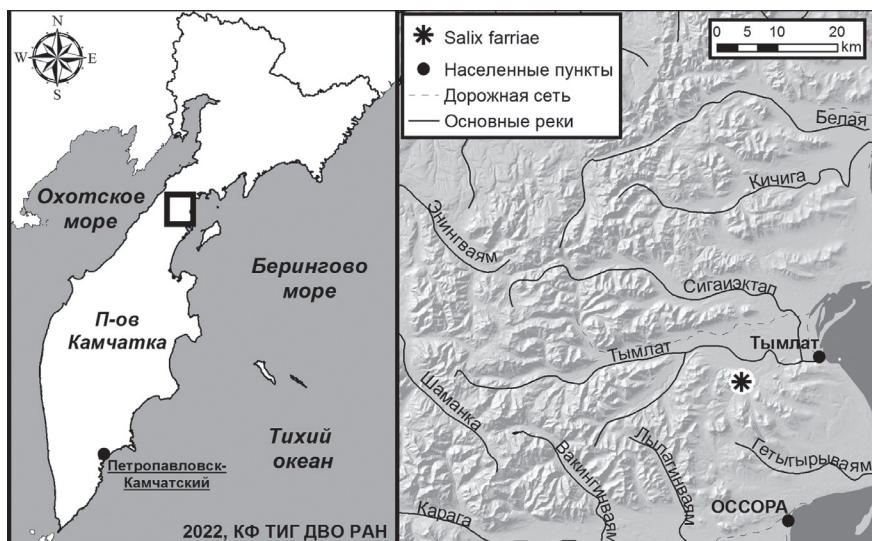 N
W E
S
Охотское
море
Берингово
море
П-ов
Камчатка
Тихий
океан
Петропавловск-
Камчатский
2022, КФ ТИГ ДВО РАН
Salix farriae
Населенные пункты
Дорожная сеть
Основные реки
0 5 10 20
km
Белая
Кичига
Энингваям
Сигаиэктап
Тымлат
Тымлат
Шаманка
Вакингинваям
Лыпагинваям
Гетыгырываям
Карага
ОССОРА